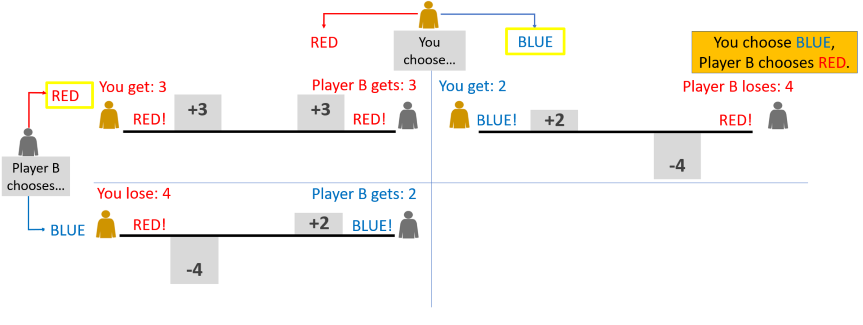 You
choose...
RED
BLUE
You choose BLUE,
Player B chooses RED.
RED
Player B
chooses...
BLUE
You get: 3
Player B gets: 3
+3
+3
RED!
RED!
You get: 2
Player B loses: 4
BLUE!
+2
RED!
-4
You lose: 4
Player B gets: 2
RED!
+2
BLUE!
-4